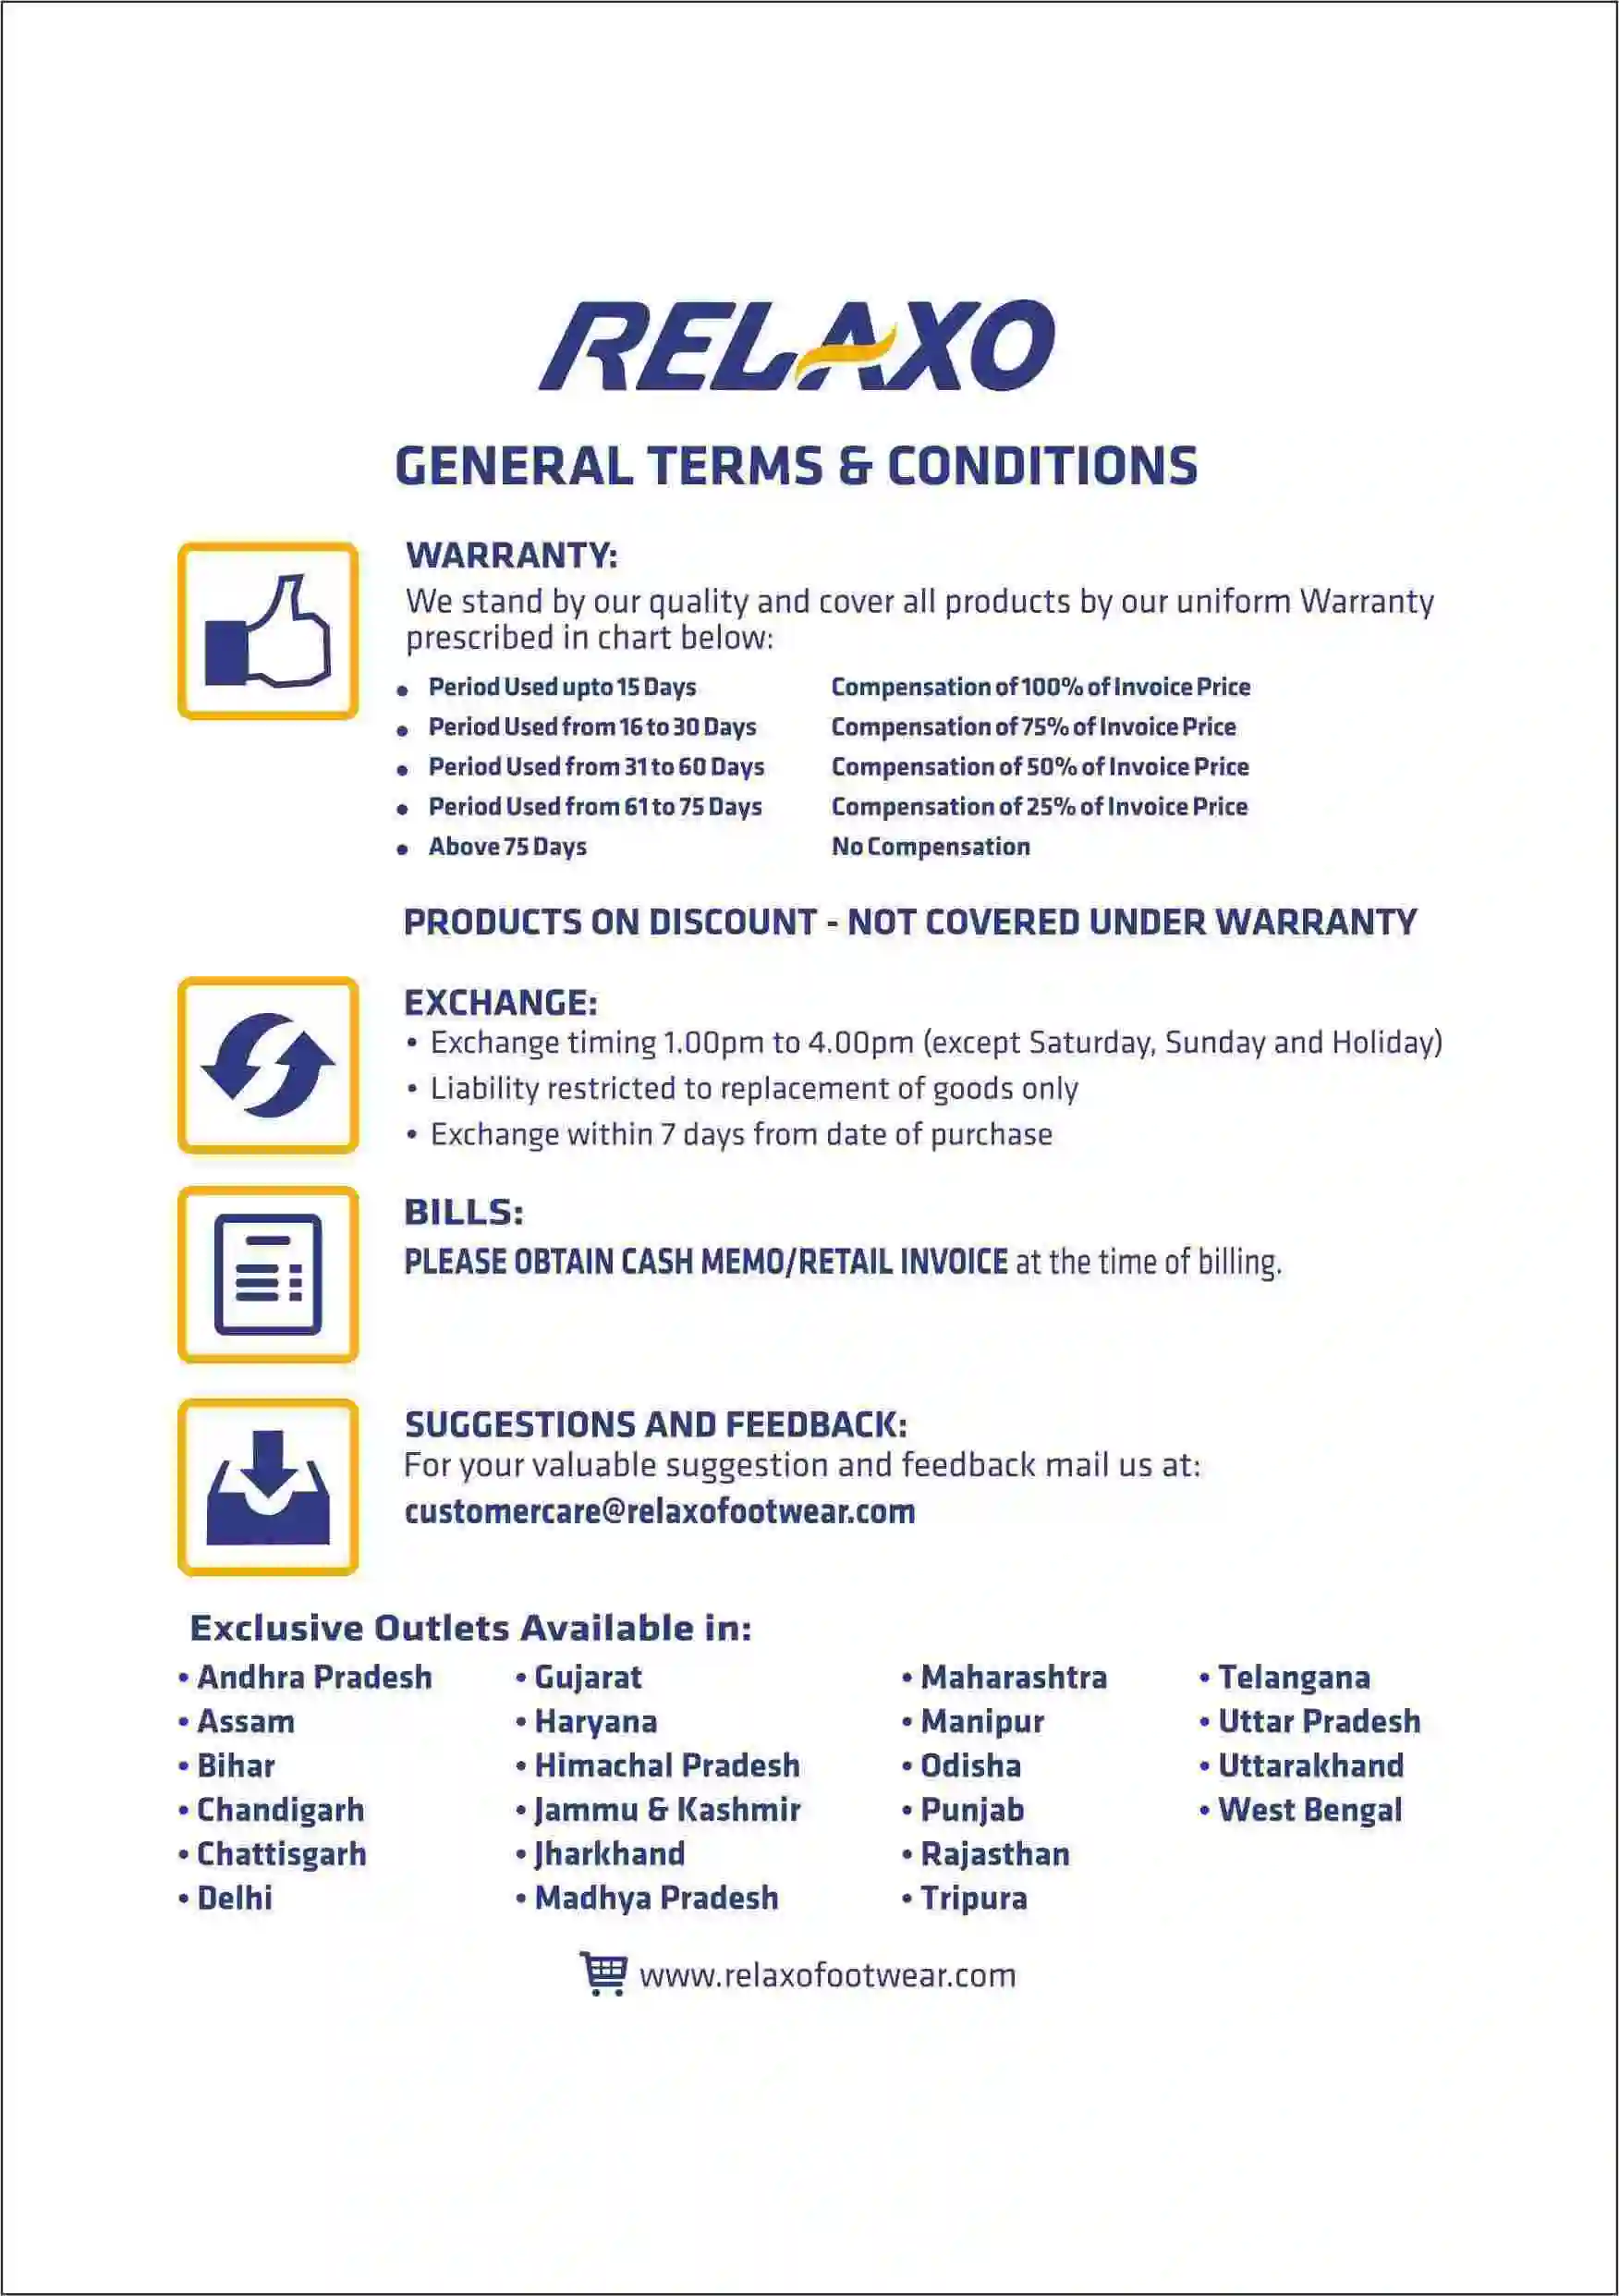 RELAXO
GENERAL TERMS & CONDITIONS
WARRANTY:
We stand by our quality and cover all products by our uniform Warranty
prescribed in chart below:
• Period Used upto 15 Days Compensation of 100% of Invoice Price
• Period Used from 16 to 30 Days Compensation of 75% of Invoice Price
• Period Used from 31 to 60 Days Compensation of 50% of Invoice Price
• Period Used from 61 to 75 Days Compensation of 25% of Invoice Price
• Above 75 Days No Compensation
PRODUCTS ON DISCOUNT - NOT COVERED UNDER WARRANTY
EXCHANGE:
• Exchange timing 1.00pm to 4.00pm (except Saturday, Sunday and Holiday)
• Liability restricted to replacement of goods only
• Exchange within 7 days from date of purchase
BILLS:
PLEASE OBTAIN CASH MEMO/RETAIL INVOICE at the time of billing.
SUGGESTIONS AND FEEDBACK:
For your valuable suggestion and feedback mail us at:
customercare@relaxofootwear.com
Exclusive Outlets Available in:
• Andhra Pradesh • Gujarat • Maharashtra • Telangana
• Assam • Haryana • Manipur • Uttar Pradesh
• Bihar • Himachal Pradesh • Odisha • Uttarakhand
• Chandigarh • Jammu & Kashmir • Punjab • West Bengal
• Chattisgarh • Jharkhand • Rajasthan
• Delhi • Madhya Pradesh • Tripura
www.relaxofootwear.com